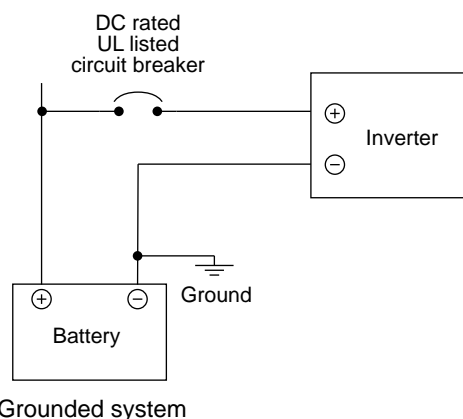 DC rated
UL listed
circuit breaker
+
Inverter
−
Ground
+
−
Battery
Grounded system